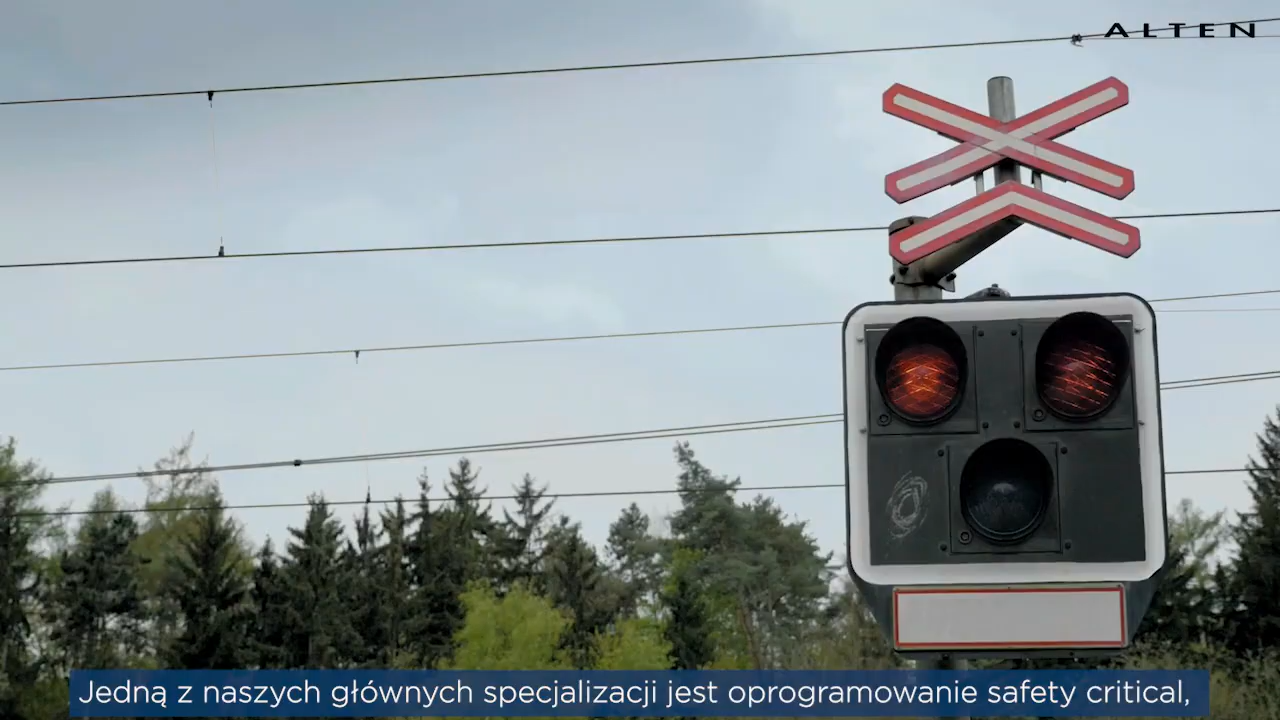 ALTEN
Jedną z naszych głównych specjalizacji jest oprogramowanie safety critical,